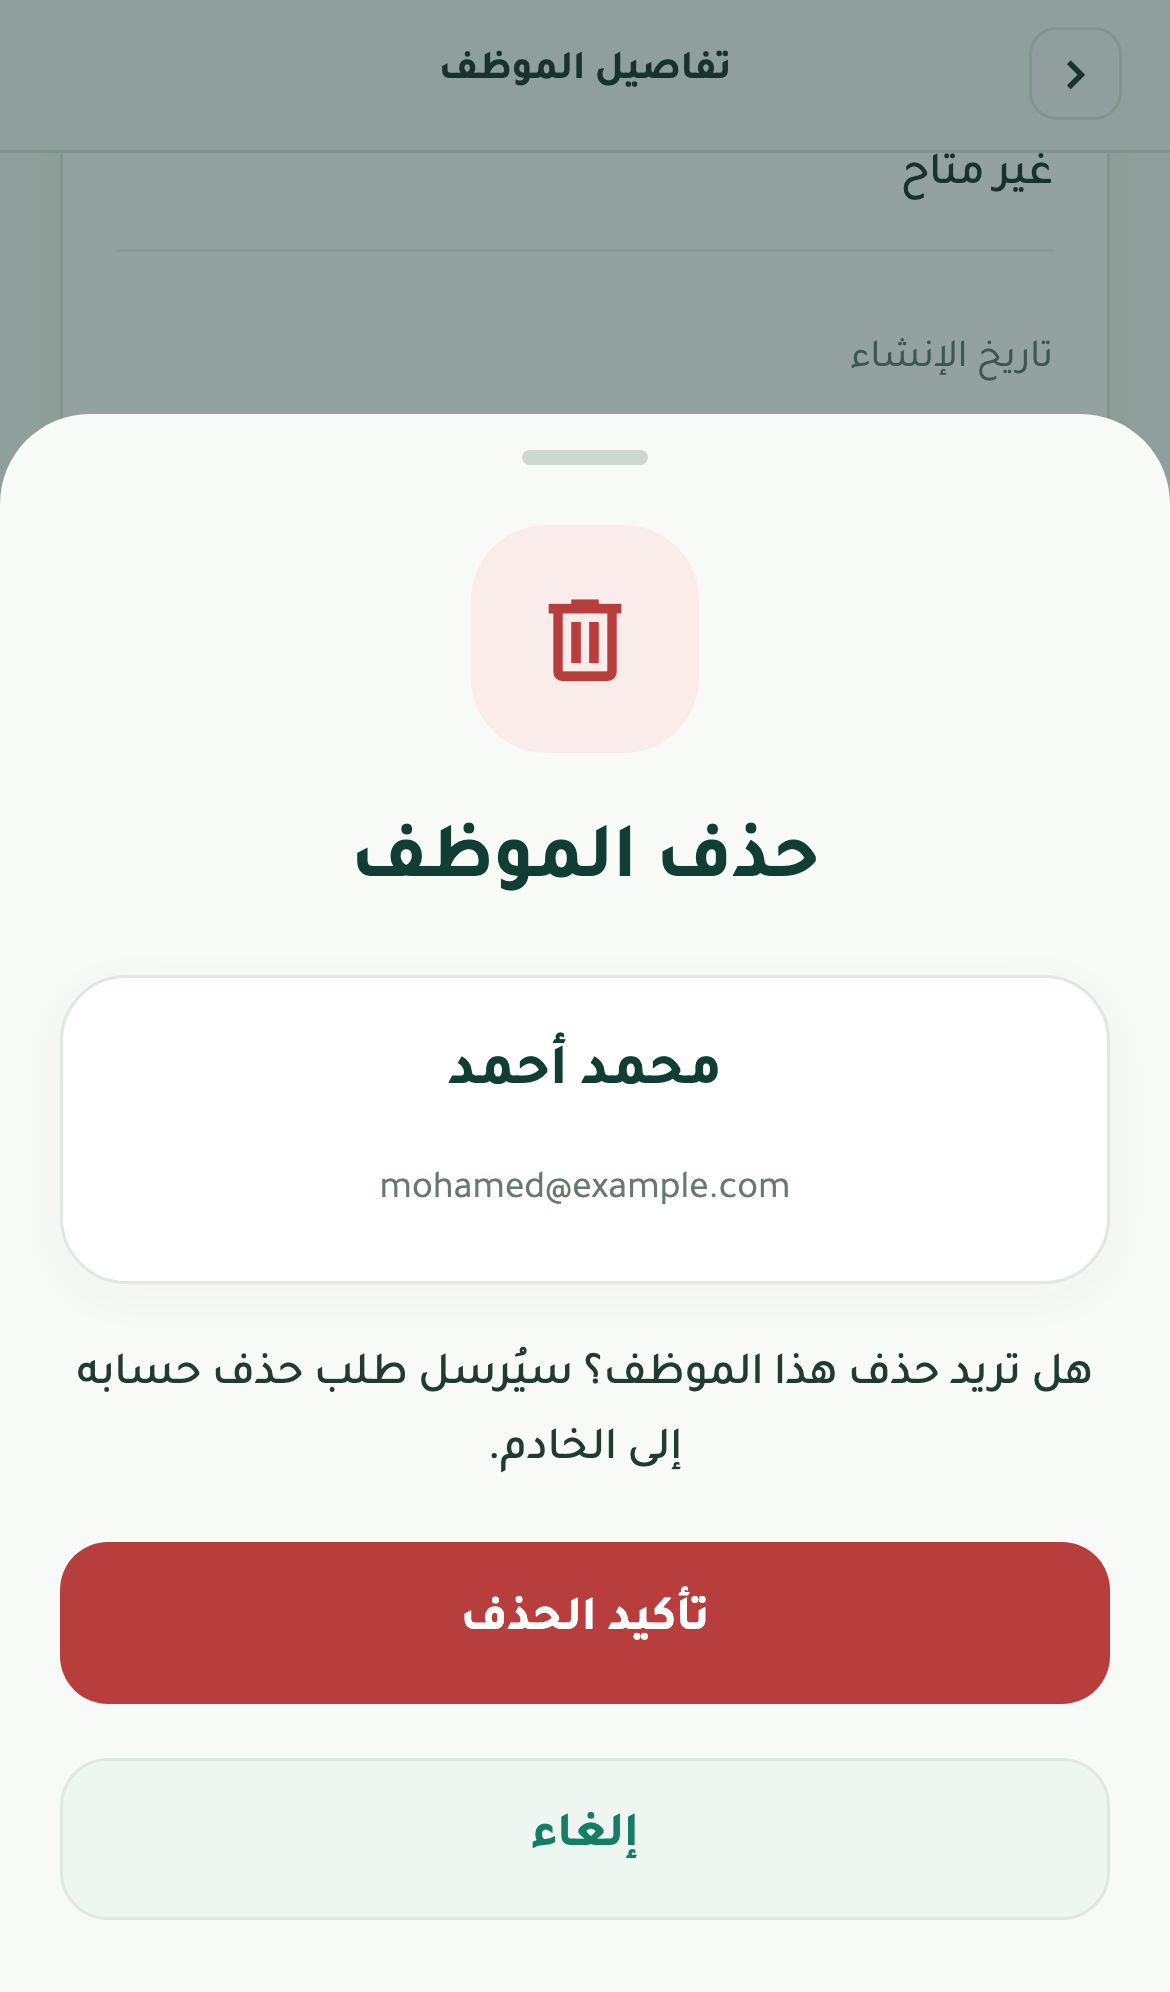 تفاصيل الموظف
غير متاح
تاريخ الإنشاء
حذف الموظف
محمد أحمد
mohamed@example.com
هل تريد حذف هذا الموظف؟ سيُرسل طلب حذف حسابه
إلى الخادم.
تأكيد الحذف
إلغاء